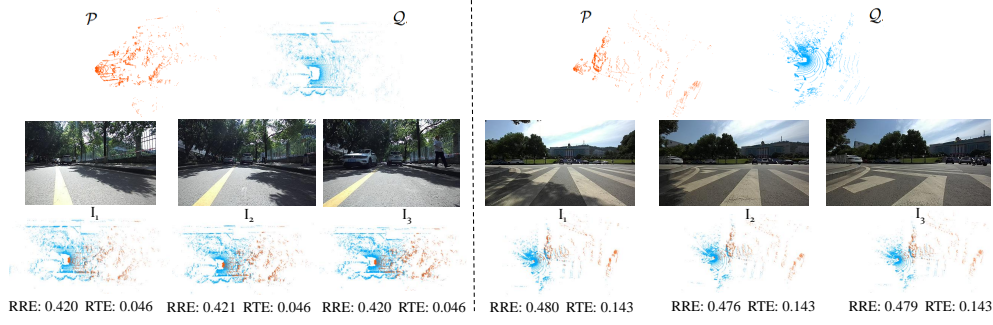 𝒫 𝒬
𝒫 𝒬
I₁ I₂ I₃
I₁ I₂ I₃
RRE: 0.420 RTE: 0.046 RRE: 0.421 RTE: 0.046 RRE: 0.420 RTE: 0.046
RRE: 0.480 RTE: 0.143 RRE: 0.476 RTE: 0.143 RRE: 0.479 RTE: 0.143